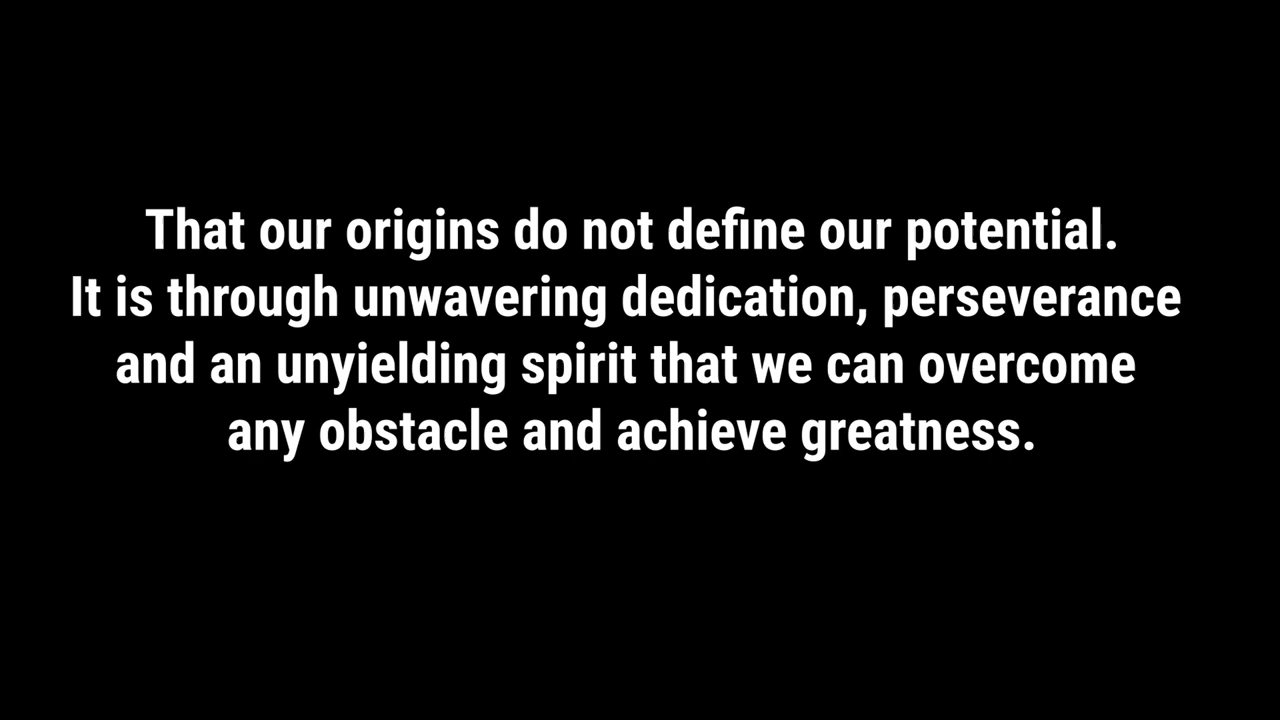 That our origins do not define our potential.
It is through unwavering dedication, perseverance
and an unyielding spirit that we can overcome
any obstacle and achieve greatness.